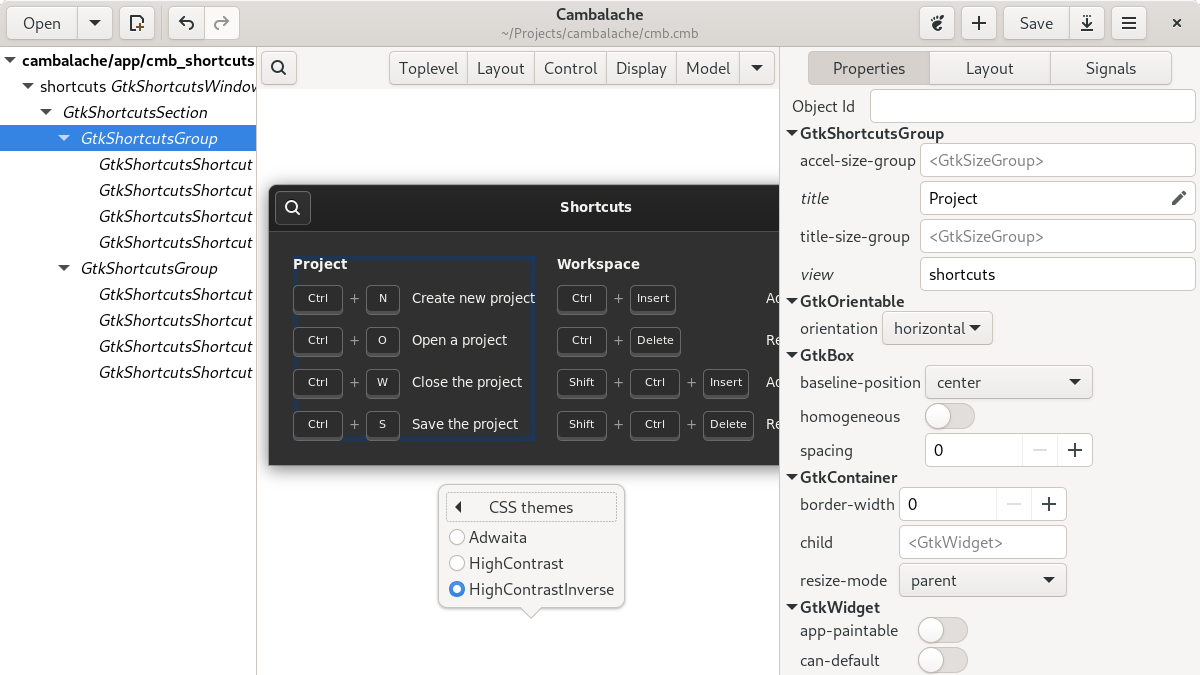 Open
Cambalache
~/Projects/cambalache/cmb.cmb
Save
cambalache/app/cmb_shortcuts
shortcuts GtkShortcutsWindow
GtkShortcutsSection
GtkShortcutsGroup
GtkShortcutsShortcut
GtkShortcutsShortcut
GtkShortcutsShortcut
GtkShortcutsShortcut
GtkShortcutsGroup
GtkShortcutsShortcut
GtkShortcutsShortcut
GtkShortcutsShortcut
GtkShortcutsShortcut
Toplevel Layout Control Display Model
Shortcuts
Project
Ctrl + N Create new project
Ctrl + O Open a project
Ctrl + W Close the project
Ctrl + S Save the project
Workspace
Ctrl + Insert Ad
Ctrl + Delete Re
Shift + Ctrl + Insert Ad
Shift + Ctrl + Delete Re
CSS themes
Adwaita
HighContrast
HighContrastInverse
Properties Layout Signals
Object Id
GtkShortcutsGroup
accel-size-group <GtkSizeGroup>
title Project
title-size-group <GtkSizeGroup>
view shortcuts
GtkOrientable
orientation horizontal
GtkBox
baseline-position center
homogeneous
spacing 0 — +
GtkContainer
border-width 0 — +
child <GtkWidget>
resize-mode parent
GtkWidget
app-paintable
can-default